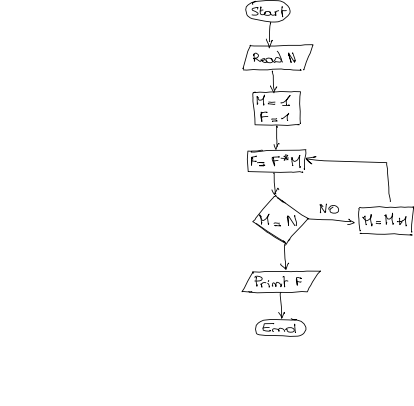 Start
Read N
M = 1
F = 1
F = F * M
M = N
NO
M = M + 1
Print F
End